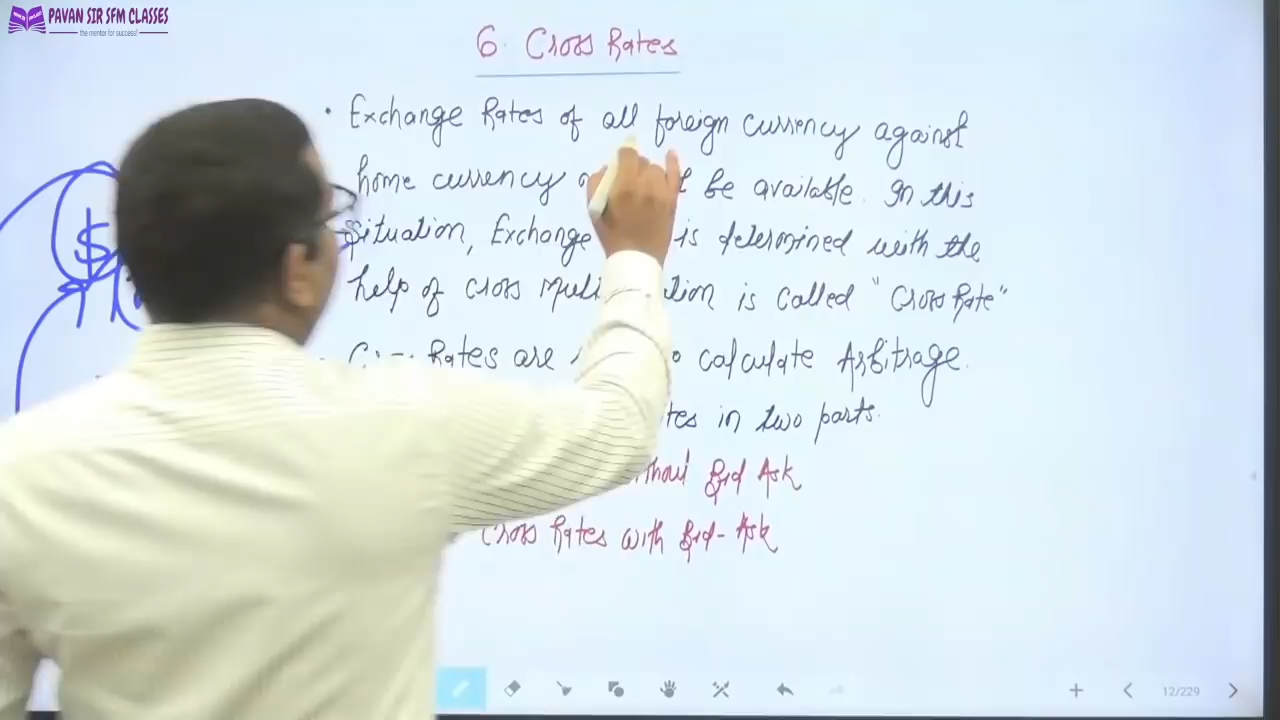 PAVAN SIR SFM CLASSES
the mentor for success!
6. Cross Rates
• Exchange Rates of all foreign currency against
home currency be available. In this
situation, Exchange is determined with the
help of cross is called "Cross Rate"
Rates are calculate Arbitrage.
in two parts.
Bid Ask
Cross Rates with Bid-Ask
$
12/229